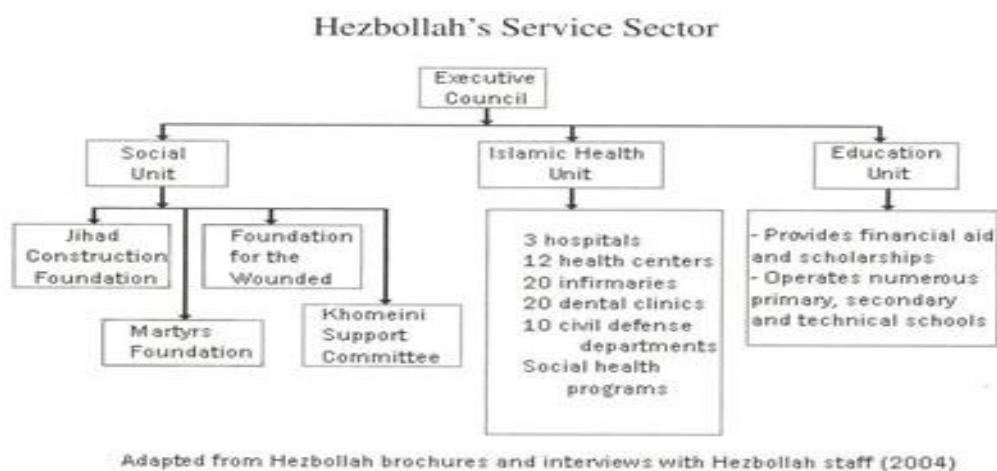 Hezbollah's Service Sector
Executive
Council
Social
Unit
Islamic Health
Unit
Education
Unit
Jihad
Construction
Foundation
Martyrs
Foundation
Foundation
for the
Wounded
Khomeini
Support
Committee
3 hospitals
12 health centers
20 infirmaries
20 dental clinics
10 civil defense
departments
Social health
programs
- Provides financial aid
and scholarships
- Operates numerous
primary, secondary
and technical schools
Adapted from Hezbollah brochures and interviews with Hezbollah staff (2004)